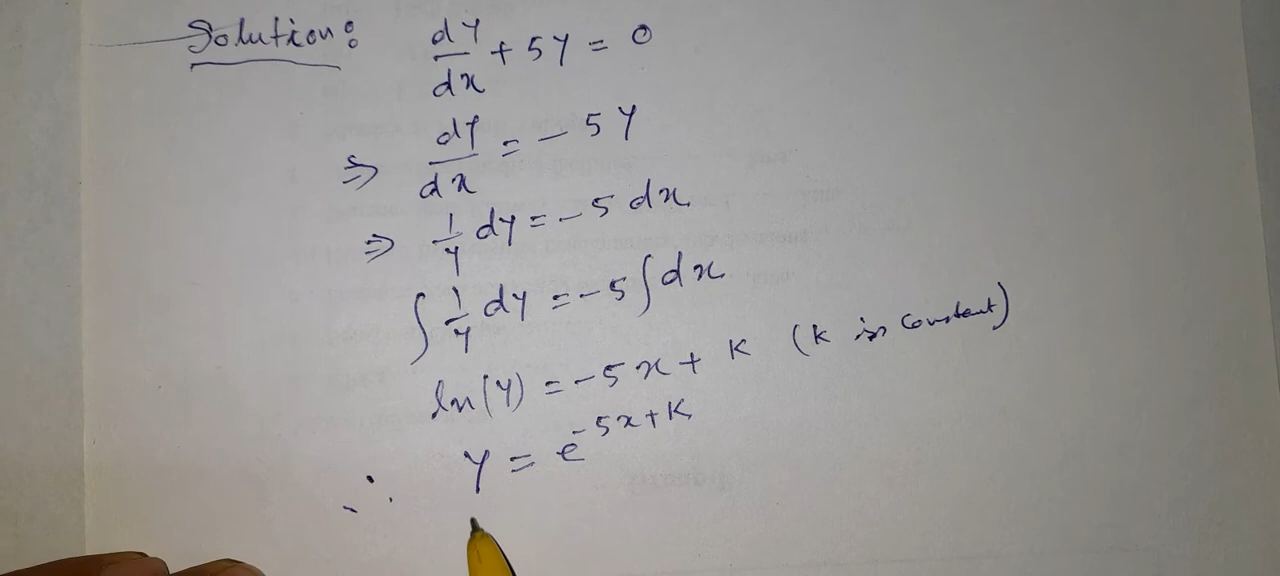 Solution: dy/dx + 5y = 0
⇒ dy/dx = - 5y
⇒ 1/y dy = - 5 dx
∫ 1/y dy = - 5 ∫ dx
ln(y) = - 5x + k (k is constant)
∴ y = e^(-5x+k)